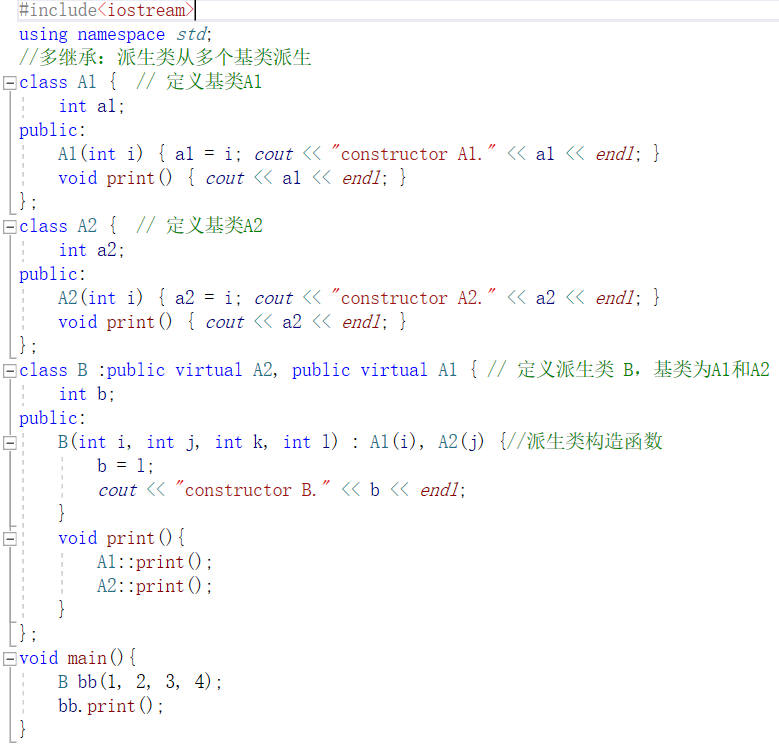 #include<iostream>
using namespace std;
//多继承：派生类从多个基类派生
class A1 {  // 定义基类A1
    int a1;
public:
    A1(int i) { a1 = i; cout << "constructor A1." << a1 << endl; }
    void print() { cout << a1 << endl; }
};
class A2 {  // 定义基类A2
    int a2;
public:
    A2(int i) { a2 = i; cout << "constructor A2." << a2 << endl; }
    void print() { cout << a2 << endl; }
};
class B :public virtual A2, public virtual A1 { // 定义派生类 B，基类为A1和A2
    int b;
public:
    B(int i, int j, int k, int l) : A1(i), A2(j) {//派生类构造函数
        b = l;
        cout << "constructor B." << b << endl;
    }
    void print(){
        A1::print();
        A2::print();
    }
};
void main(){
    B bb(1, 2, 3, 4);
    bb.print();
}